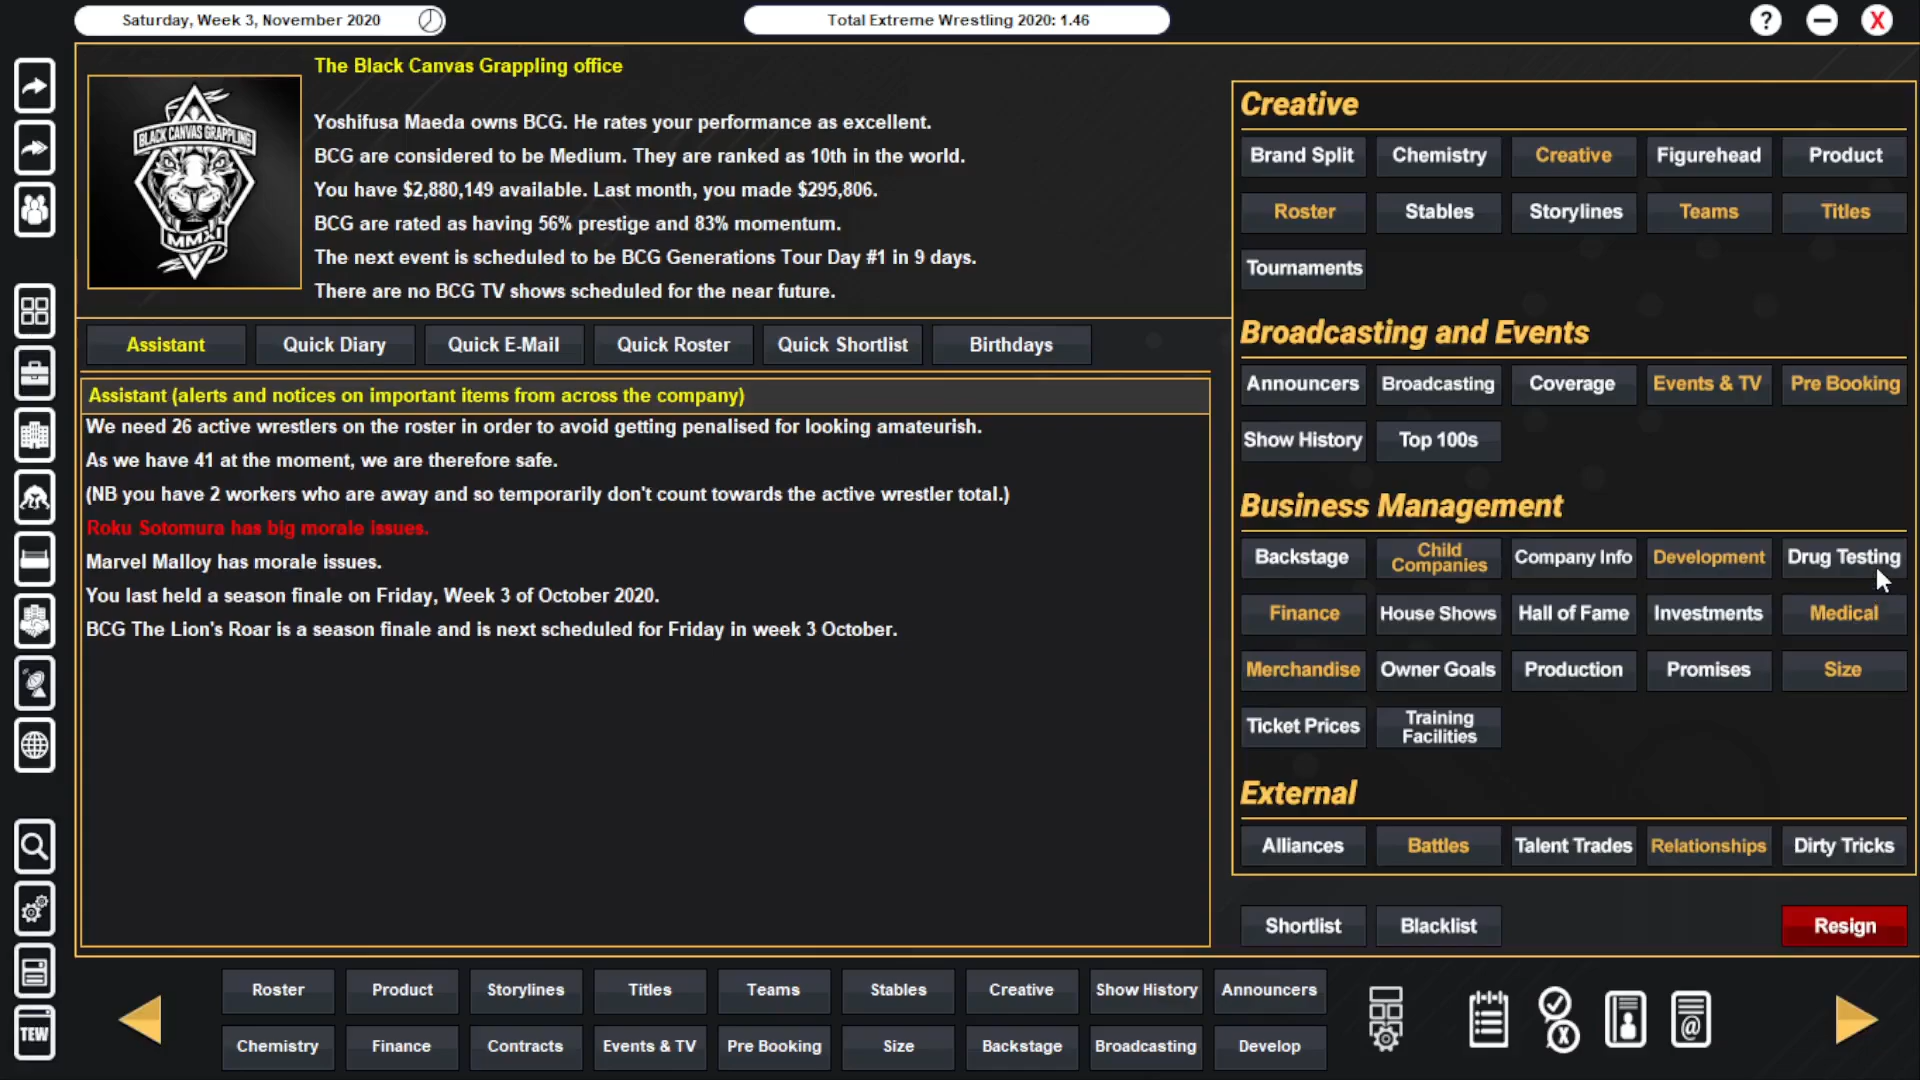 Saturday, Week 3, November 2020
Total Extreme Wrestling 2020: 1.46
?
X
The Black Canvas Grappling office
BLACK CANVAS GRAPPLING
MMXI
Yoshifusa Maeda owns BCG. He rates your performance as excellent.
BCG are considered to be Medium. They are ranked as 10th in the world.
You have $2,880,149 available. Last month, you made $295,806.
BCG are rated as having 56% prestige and 83% momentum.
The next event is scheduled to be BCG Generations Tour Day #1 in 9 days.
There are no BCG TV shows scheduled for the near future.
Assistant
Quick Diary
Quick E-Mail
Quick Roster
Quick Shortlist
Birthdays
Assistant (alerts and notices on important items from across the company)
We need 26 active wrestlers on the roster in order to avoid getting penalised for looking amateurish.
As we have 41 at the moment, we are therefore safe.
(NB you have 2 workers who are away and so temporarily don't count towards the active wrestler total.)
Roku Sotomura has big morale issues.
Marvel Malloy has morale issues.
You last held a season finale on Friday, Week 3 of October 2020.
BCG The Lion's Roar is a season finale and is next scheduled for Friday in week 3 October.
Creative
Brand Split
Chemistry
Creative
Figurehead
Product
Roster
Stables
Storylines
Teams
Titles
Tournaments
Broadcasting and Events
Announcers
Broadcasting
Coverage
Events & TV
Pre Booking
Show History
Top 100s
Business Management
Backstage
Child
Companies
Company Info
Development
Drug Testing
Finance
House Shows
Hall of Fame
Investments
Medical
Merchandise
Owner Goals
Production
Promises
Size
Ticket Prices
Training
Facilities
External
Alliances
Battles
Talent Trades
Relationships
Dirty Tricks
Shortlist
Blacklist
Resign
TEW
Roster
Product
Storylines
Titles
Teams
Stables
Creative
Show History
Announcers
Chemistry
Finance
Contracts
Events & TV
Pre Booking
Size
Backstage
Broadcasting
Develop
X
@